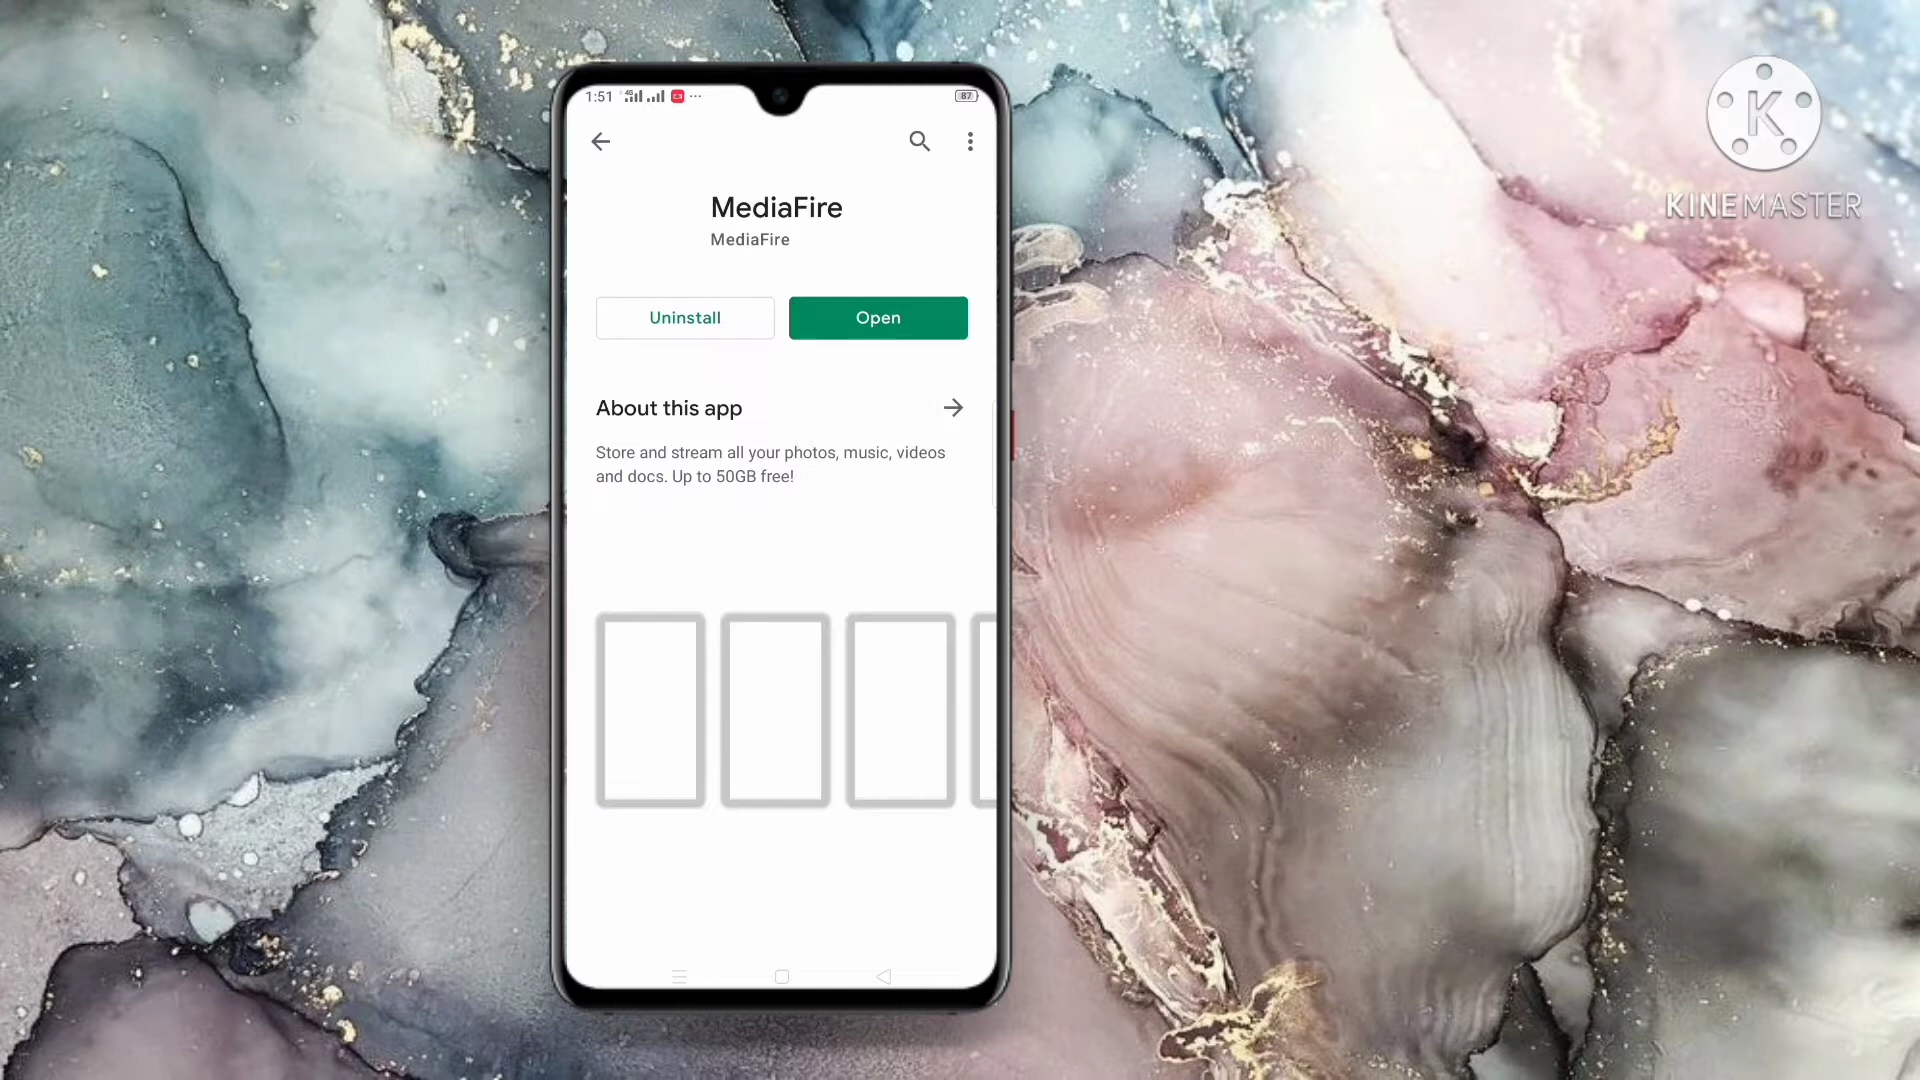 1:51
87
MediaFire
MediaFire
Uninstall
Open
About this app
Store and stream all your photos, music, videos
and docs. Up to 50GB free!
K
KINEMASTER